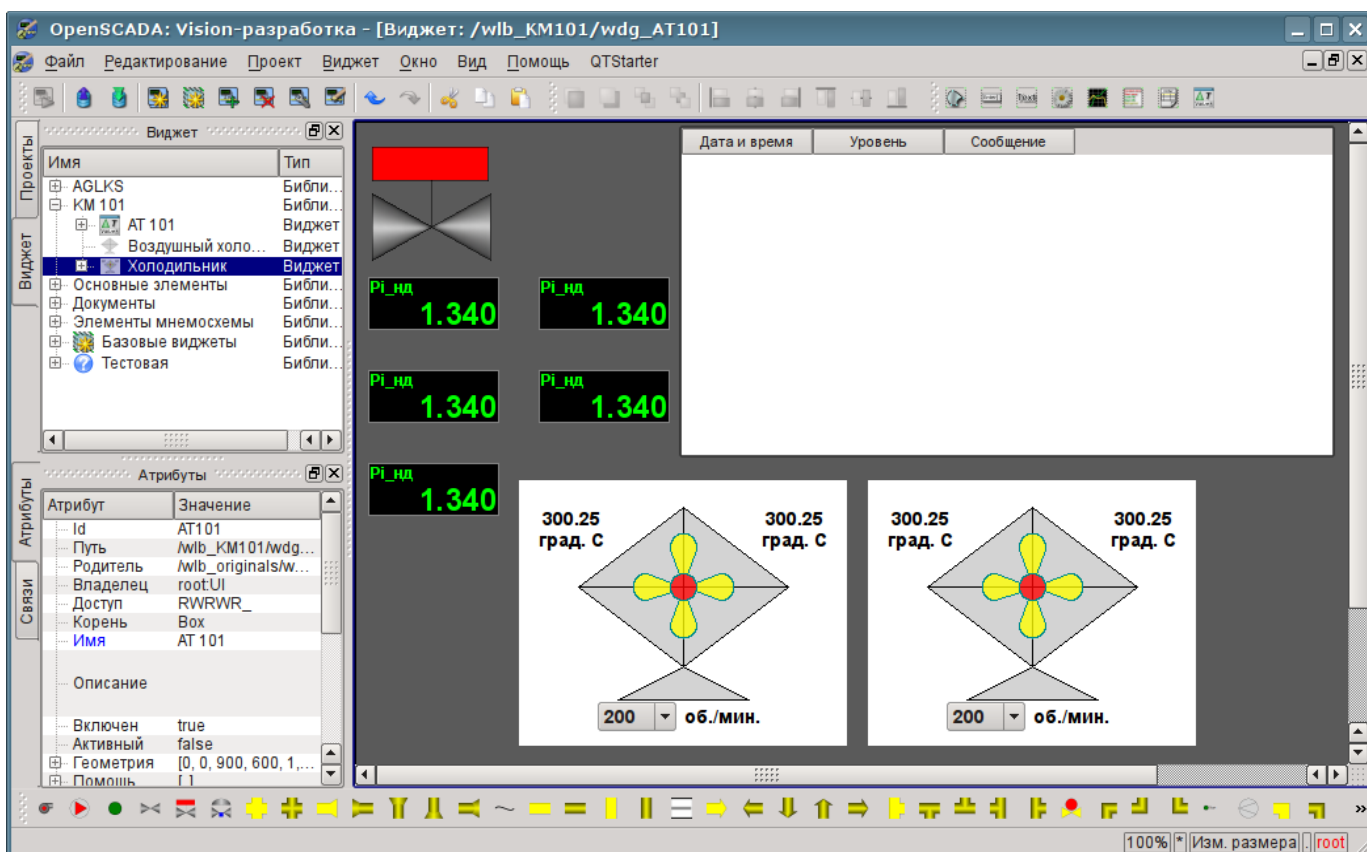 OpenSCADA: Vision-разработка - [Виджет: /wlb_KM101/wdg_AT101]
Файл Редактирование Проект Виджет Окно Вид Помощь QTStarter
Проекты
Виджет
Виджет
Имя Тип
AGLKS Библи...
КМ 101 Библи...
АТ 101 Виджет
Воздушный холо... Виджет
Холодильник Виджет
Основные элементы Библи...
Документы Библи...
Элементы мнемосхемы Библи...
Базовые виджеты Библи...
Тестовая Библи...
Атрибуты
Связи
Атрибуты
Атрибут Значение
Id AT101
Путь /wlb_KM101/wdg...
Родитель /wlb_originals/w...
Владелец root:UI
Доступ RWRWR_
Корень Box
Имя АТ 101
Описание
Включен true
Активный false
Геометрия [0, 0, 900, 600, 1,...
Помощь [ ]
Дата и время Уровень Сообщение
Pi_нд
1.340
Pi_нд
1.340
Pi_нд
1.340
Pi_нд
1.340
Pi_нд
1.340
300.25
град. С
300.25
град. С
200 об./мин.
300.25
град. С
300.25
град. С
200 об./мин.
100% * Изм. размера . root